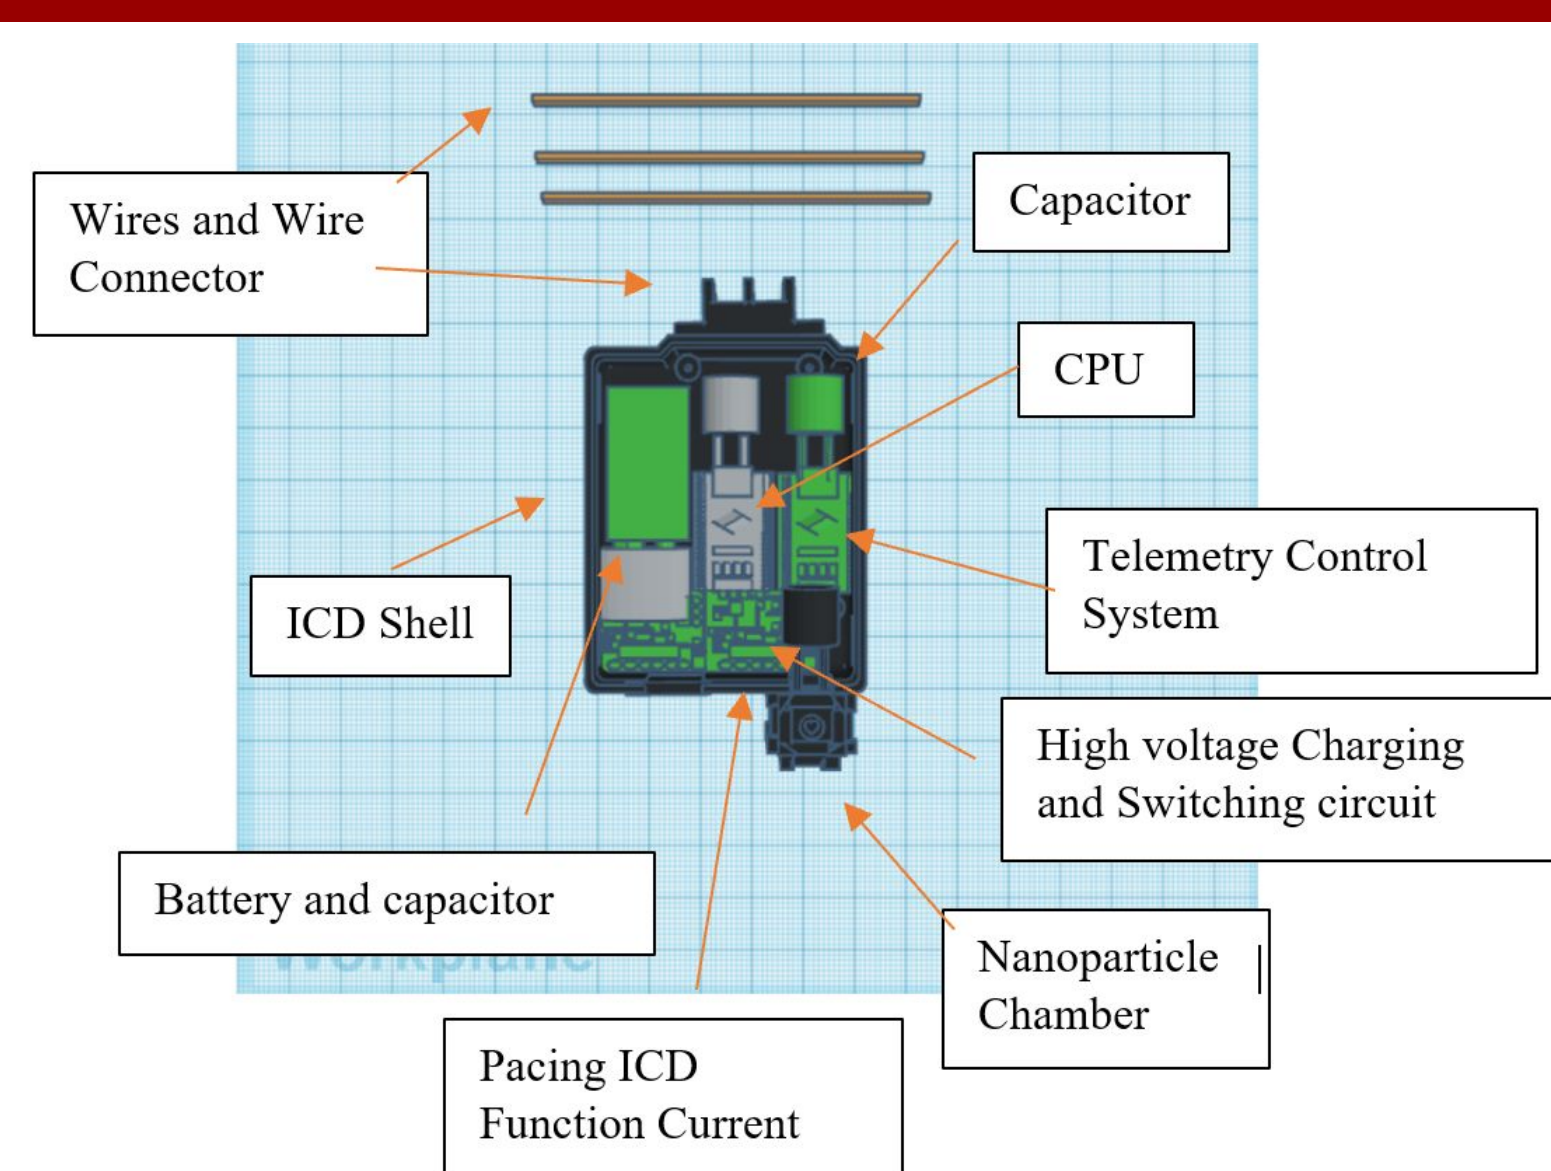 Wires and Wire
Connector
Capacitor
CPU
Telemetry Control
System
ICD Shell
High voltage Charging
and Switching circuit
Battery and capacitor
Workplane
Nanoparticle
Chamber
Pacing ICD
Function Current